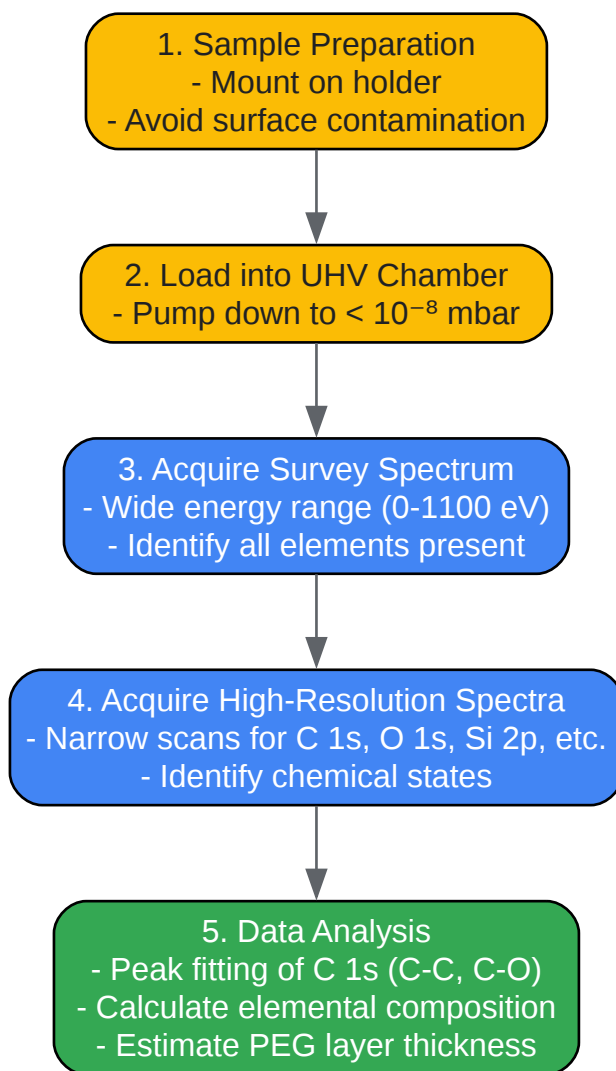 1. Sample Preparation
- Mount on holder
- Avoid surface contamination
2. Load into UHV Chamber
- Pump down to < 10⁻⁸ mbar
3. Acquire Survey Spectrum
- Wide energy range (0-1100 eV)
- Identify all elements present
4. Acquire High-Resolution Spectra
- Narrow scans for C 1s, O 1s, Si 2p, etc.
- Identify chemical states
5. Data Analysis
- Peak fitting of C 1s (C-C, C-O)
- Calculate elemental composition
- Estimate PEG layer thickness